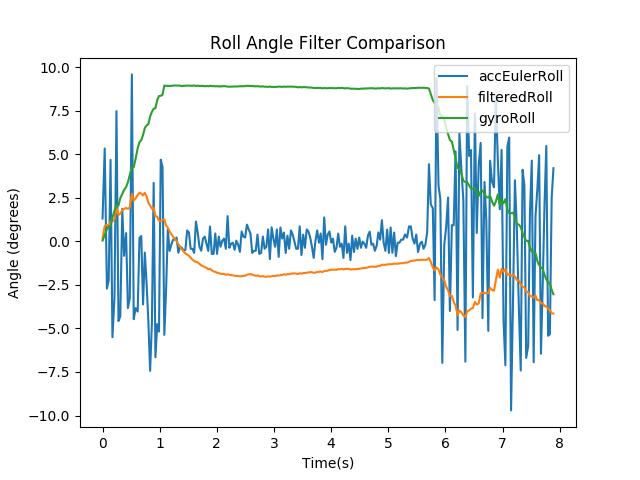 Roll Angle Filter Comparison
accEulerRoll
filteredRoll
gyroRoll
Angle (degrees)
10.0
7.5
5.0
2.5
0.0
−2.5
−5.0
−7.5
−10.0
0 1 2 3 4 5 6 7 8
Time(s)